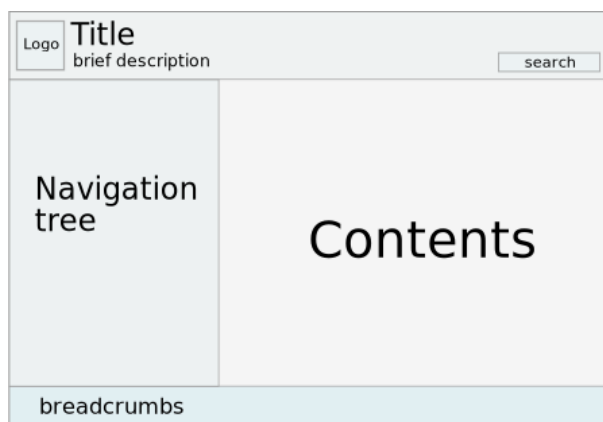 Logo
Title
brief description
search
Navigation
tree
Contents
breadcrumbs